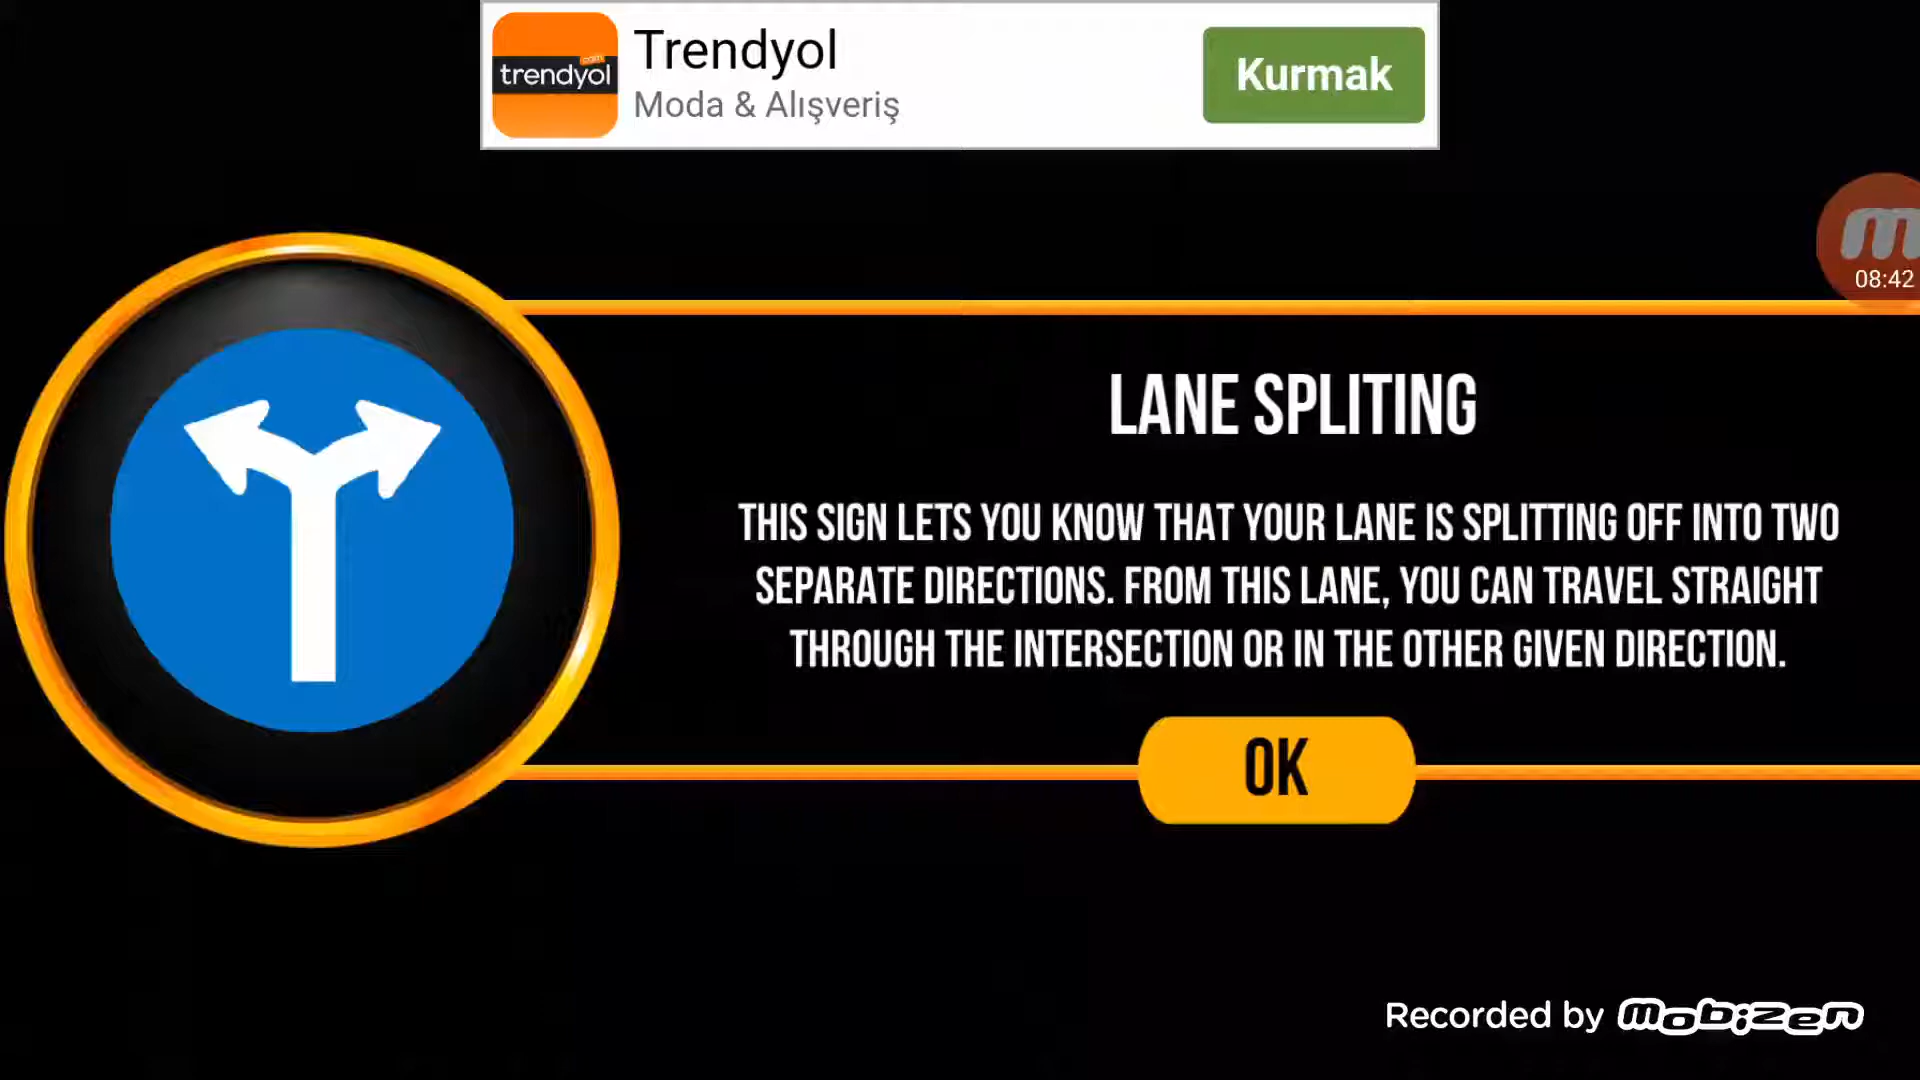 Trendyol
trendyol.com
Moda & Alışveriş
Kurmak
08:42
LANE SPLITING
THIS SIGN LETS YOU KNOW THAT YOUR LANE IS SPLITTING OFF INTO TWO
SEPARATE DIRECTIONS. FROM THIS LANE, YOU CAN TRAVEL STRAIGHT
THROUGH THE INTERSECTION OR IN THE OTHER GIVEN DIRECTION.
OK
Recorded by mobizen